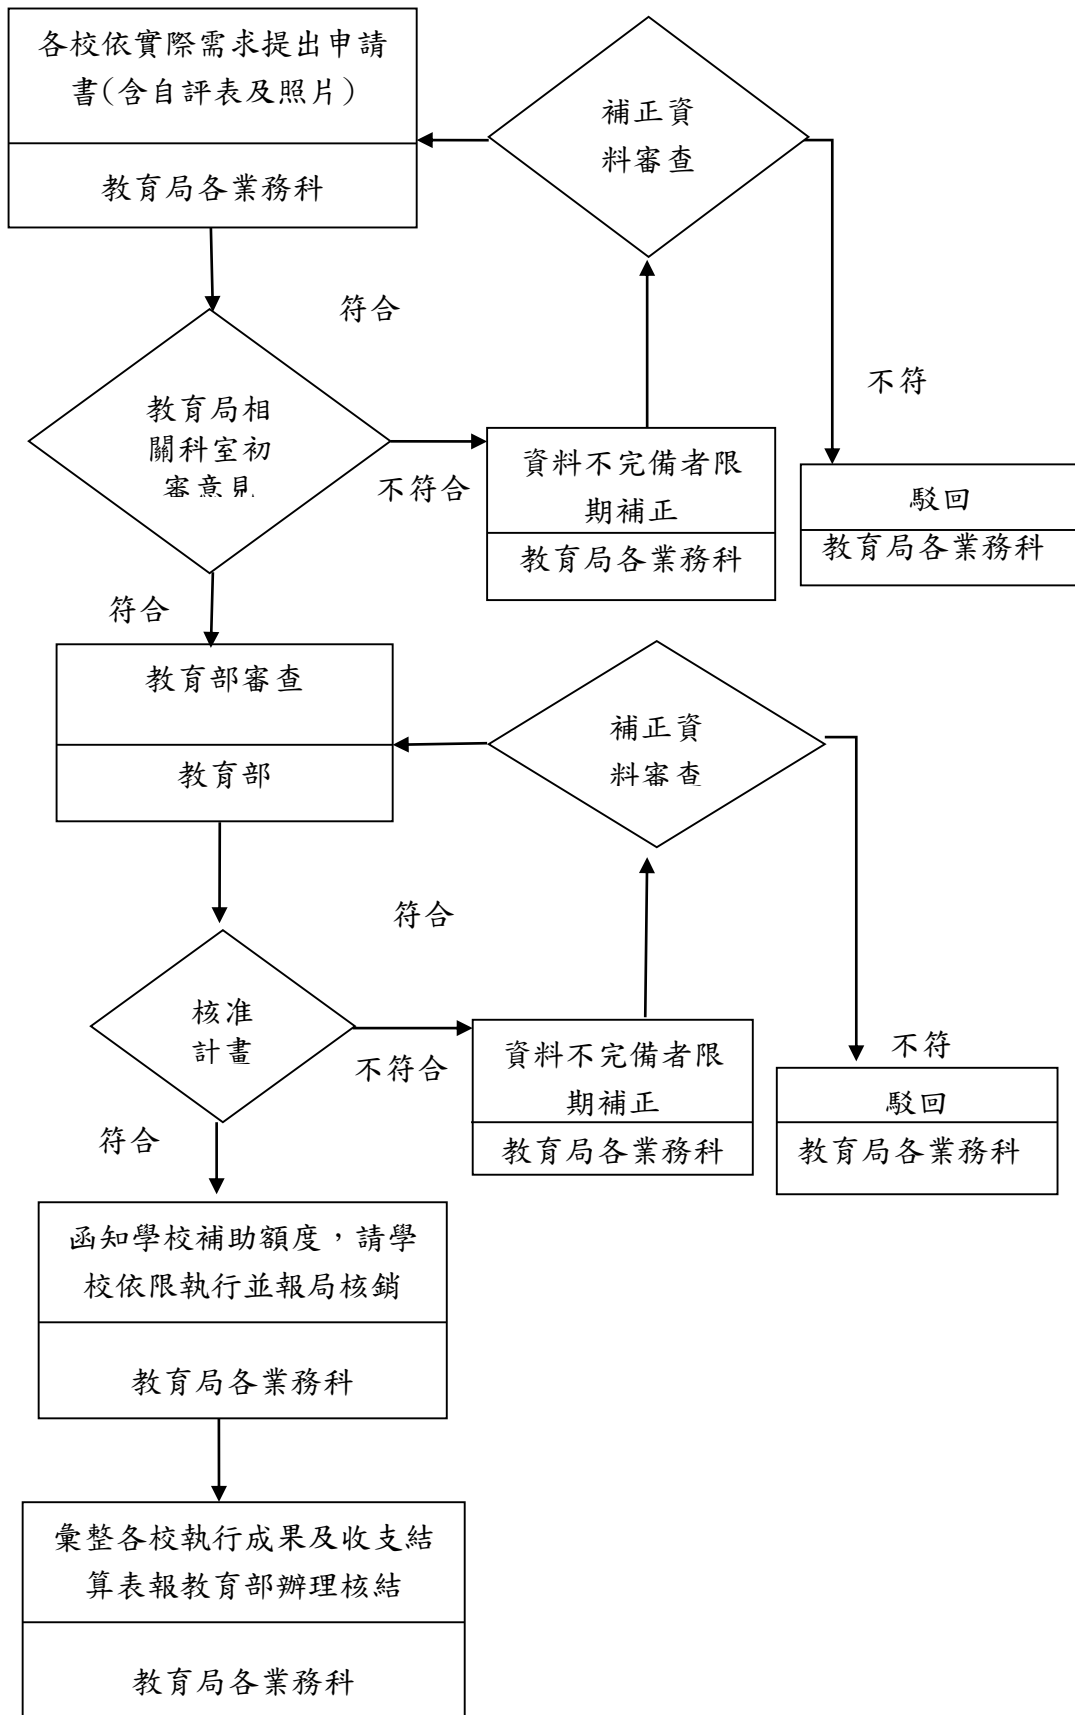 各校依實際需求提出申請
書(含自評表及照片)
教育局各業務科
補正資
料審查
符合
不符
教育局相
關科室初
審意見
不符合
資料不完備者限
期補正
教育局各業務科
駁回
教育局各業務科
符合
教育部審查
教育部
補正資
料審查
符合
核准
計畫
不符合
資料不完備者限
期補正
教育局各業務科
不符
駁回
教育局各業務科
符合
函知學校補助額度，請學
校依限執行並報局核銷
教育局各業務科
彙整各校執行成果及收支結
算表報教育部辦理核結
教育局各業務科